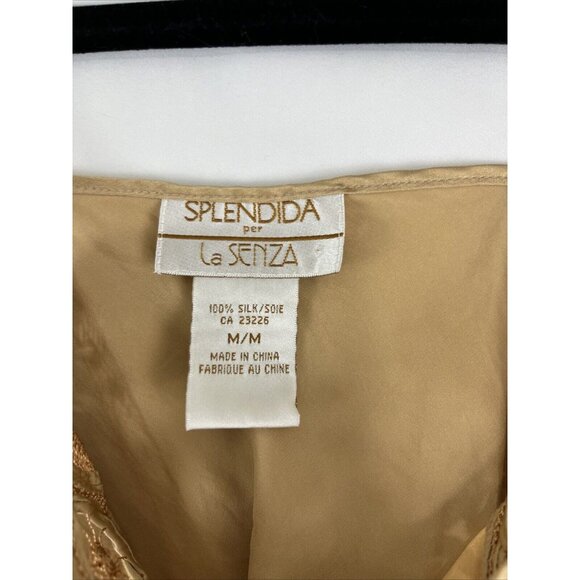 SPLENDIDA
per
La SENZA
100% SILK/SOIE
CA 23226
M/M
MADE IN CHINA
FABRIQUE AU CHINE